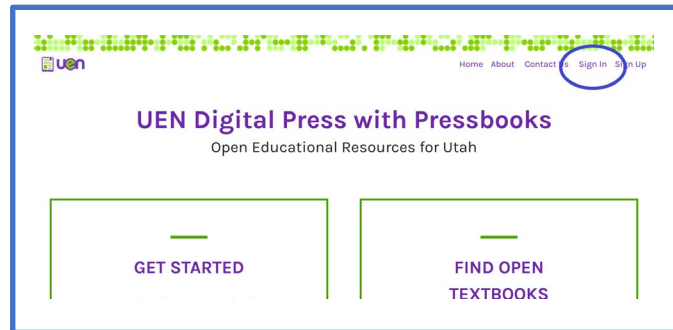 uen
Home About Contact Us Sign In Sign Up
UEN Digital Press with Pressbooks
Open Educational Resources for Utah
GET STARTED
FIND OPEN
TEXTBOOKS